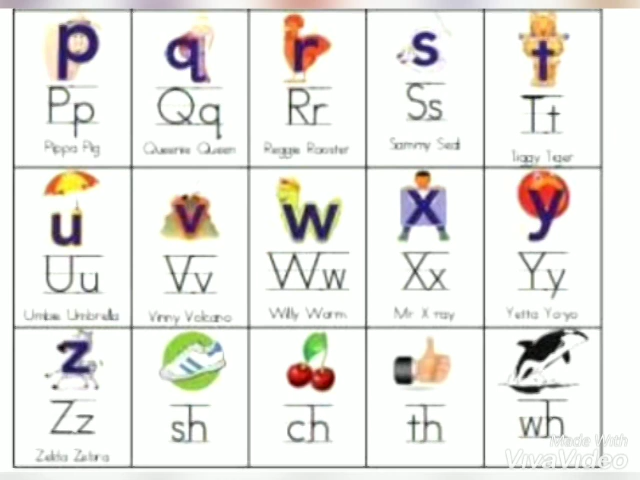 p q r s t
Pp Qq Rr Ss Tt
Pippa Pig Queenie Queen Reggie Rooster Sammy Seal Tiggy Tiger
u v w x y
Uu Vv Ww Xx Yy
Umbie Umbrella Vinny Volcano Willy Worm Mr. X-ray Yetta Yo-yo
z
Zz sh ch th wh
Zelda Zebra
Made With
VivaVideo